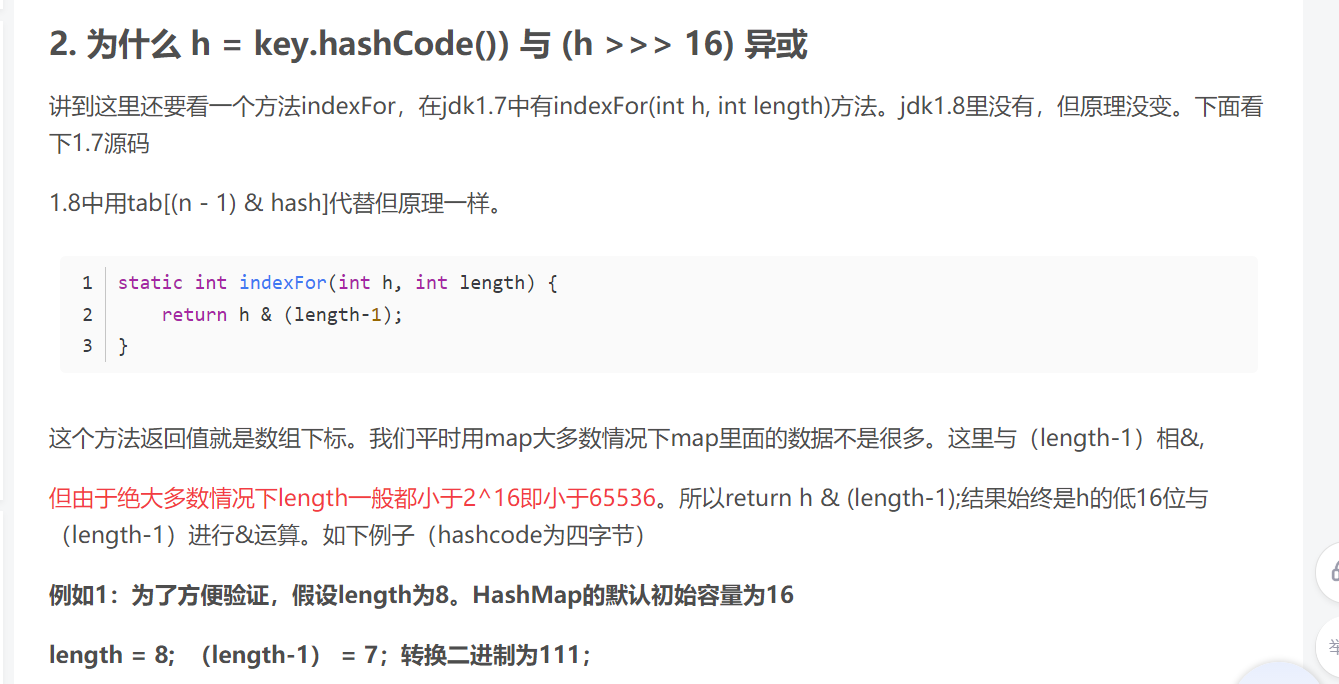 2. 为什么 h = key.hashCode()) 与 (h >>> 16) 异或
讲到这里还要看一个方法indexFor，在jdk1.7中有indexFor(int h, int length)方法。jdk1.8里没有，但原理没变。下面看
下1.7源码
1.8中用tab[(n - 1) & hash]代替但原理一样。
1 static int indexFor(int h, int length) {
2     return h & (length-1);
3 }
这个方法返回值就是数组下标。我们平时用map大多数情况下map里面的数据不是很多。这里与（length-1）相&,
但由于绝大多数情况下length一般都小于2^16即小于65536。所以return h & (length-1);结果始终是h的低16位与
（length-1）进行&运算。如下例子（hashcode为四字节）
例如1：为了方便验证，假设length为8。HashMap的默认初始容量为16
length = 8; （length-1） = 7；转换二进制为111；